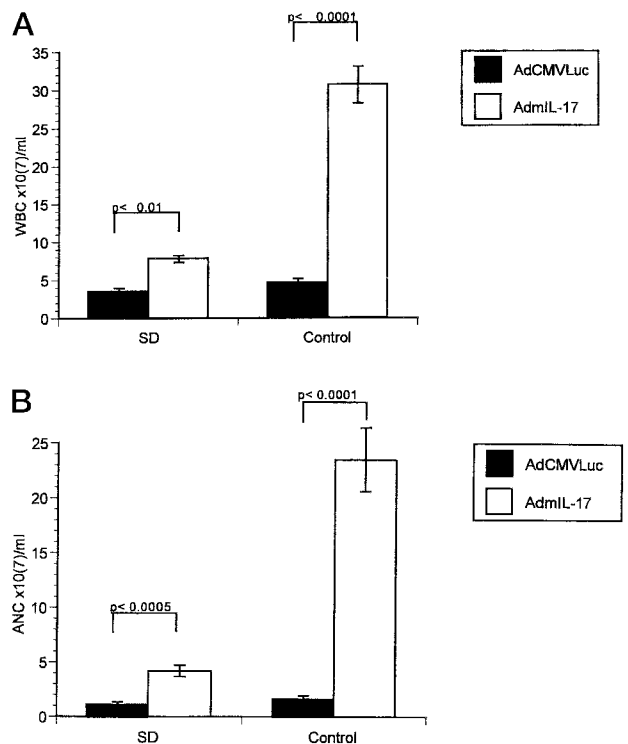 A
p< 0.0001
35
30
25
20
15
10
5
0
WBC x10(7)/ml
p< 0.01
SD
Control
AdCMVLuc
AdmIL-17
B
p< 0.0001
25
20
15
10
5
0
ANC x10(7)/ml
p< 0.0005
SD
Control
AdCMVLuc
AdmIL-17